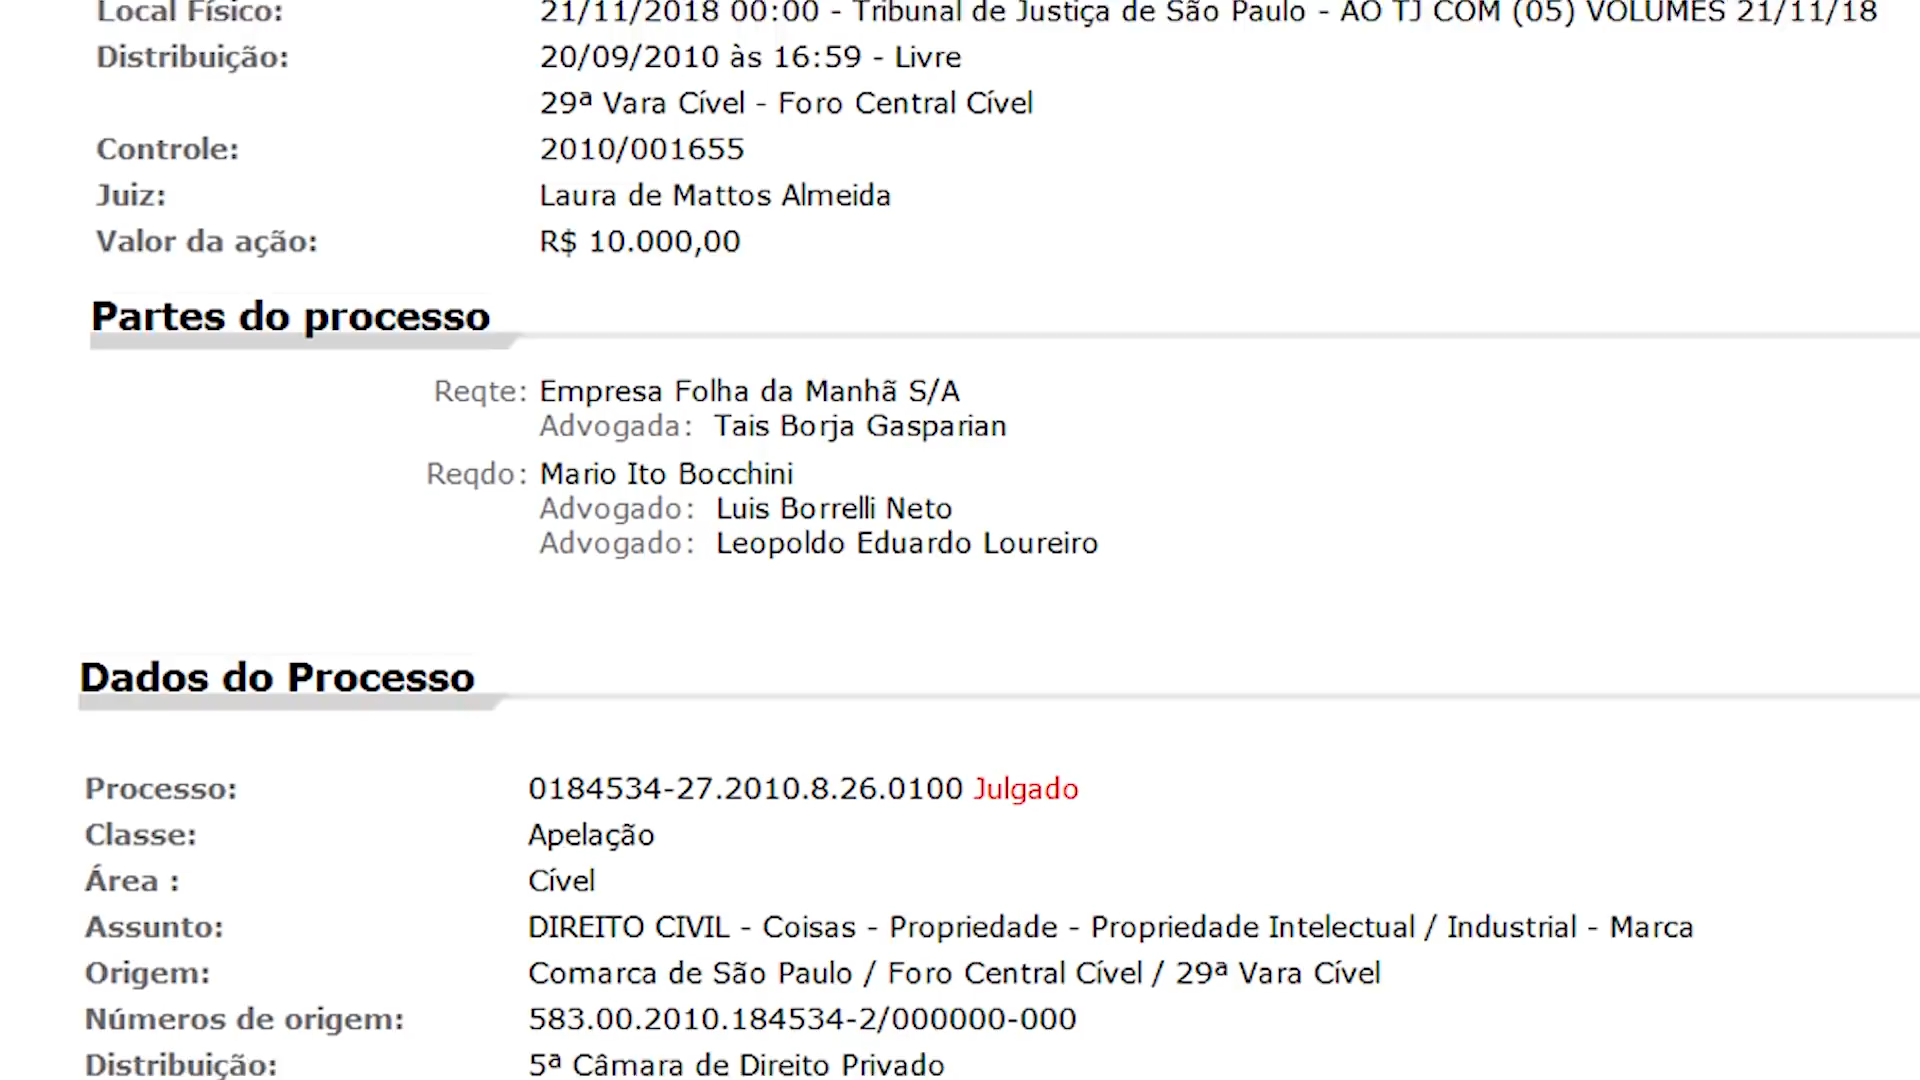 Local Físico: 21/11/2018 00:00 - Tribunal de Justiça de São Paulo - AO TJ COM (05) VOLUMES 21/11/18
Distribuição: 20/09/2010 às 16:59 - Livre
29ª Vara Cível - Foro Central Cível
Controle: 2010/001655
Juiz: Laura de Mattos Almeida
Valor da ação: R$ 10.000,00
Partes do processo
Reqte: Empresa Folha da Manhã S/A
Advogada: Tais Borja Gasparian
Reqdo: Mario Ito Bocchini
Advogado: Luis Borrelli Neto
Advogado: Leopoldo Eduardo Loureiro
Dados do Processo
Processo: 0184534-27.2010.8.26.0100 Julgado
Classe: Apelação
Área : Cível
Assunto: DIREITO CIVIL - Coisas - Propriedade - Propriedade Intelectual / Industrial - Marca
Origem: Comarca de São Paulo / Foro Central Cível / 29ª Vara Cível
Números de origem: 583.00.2010.184534-2/000000-000
Distribuição: 5ª Câmara de Direito Privado